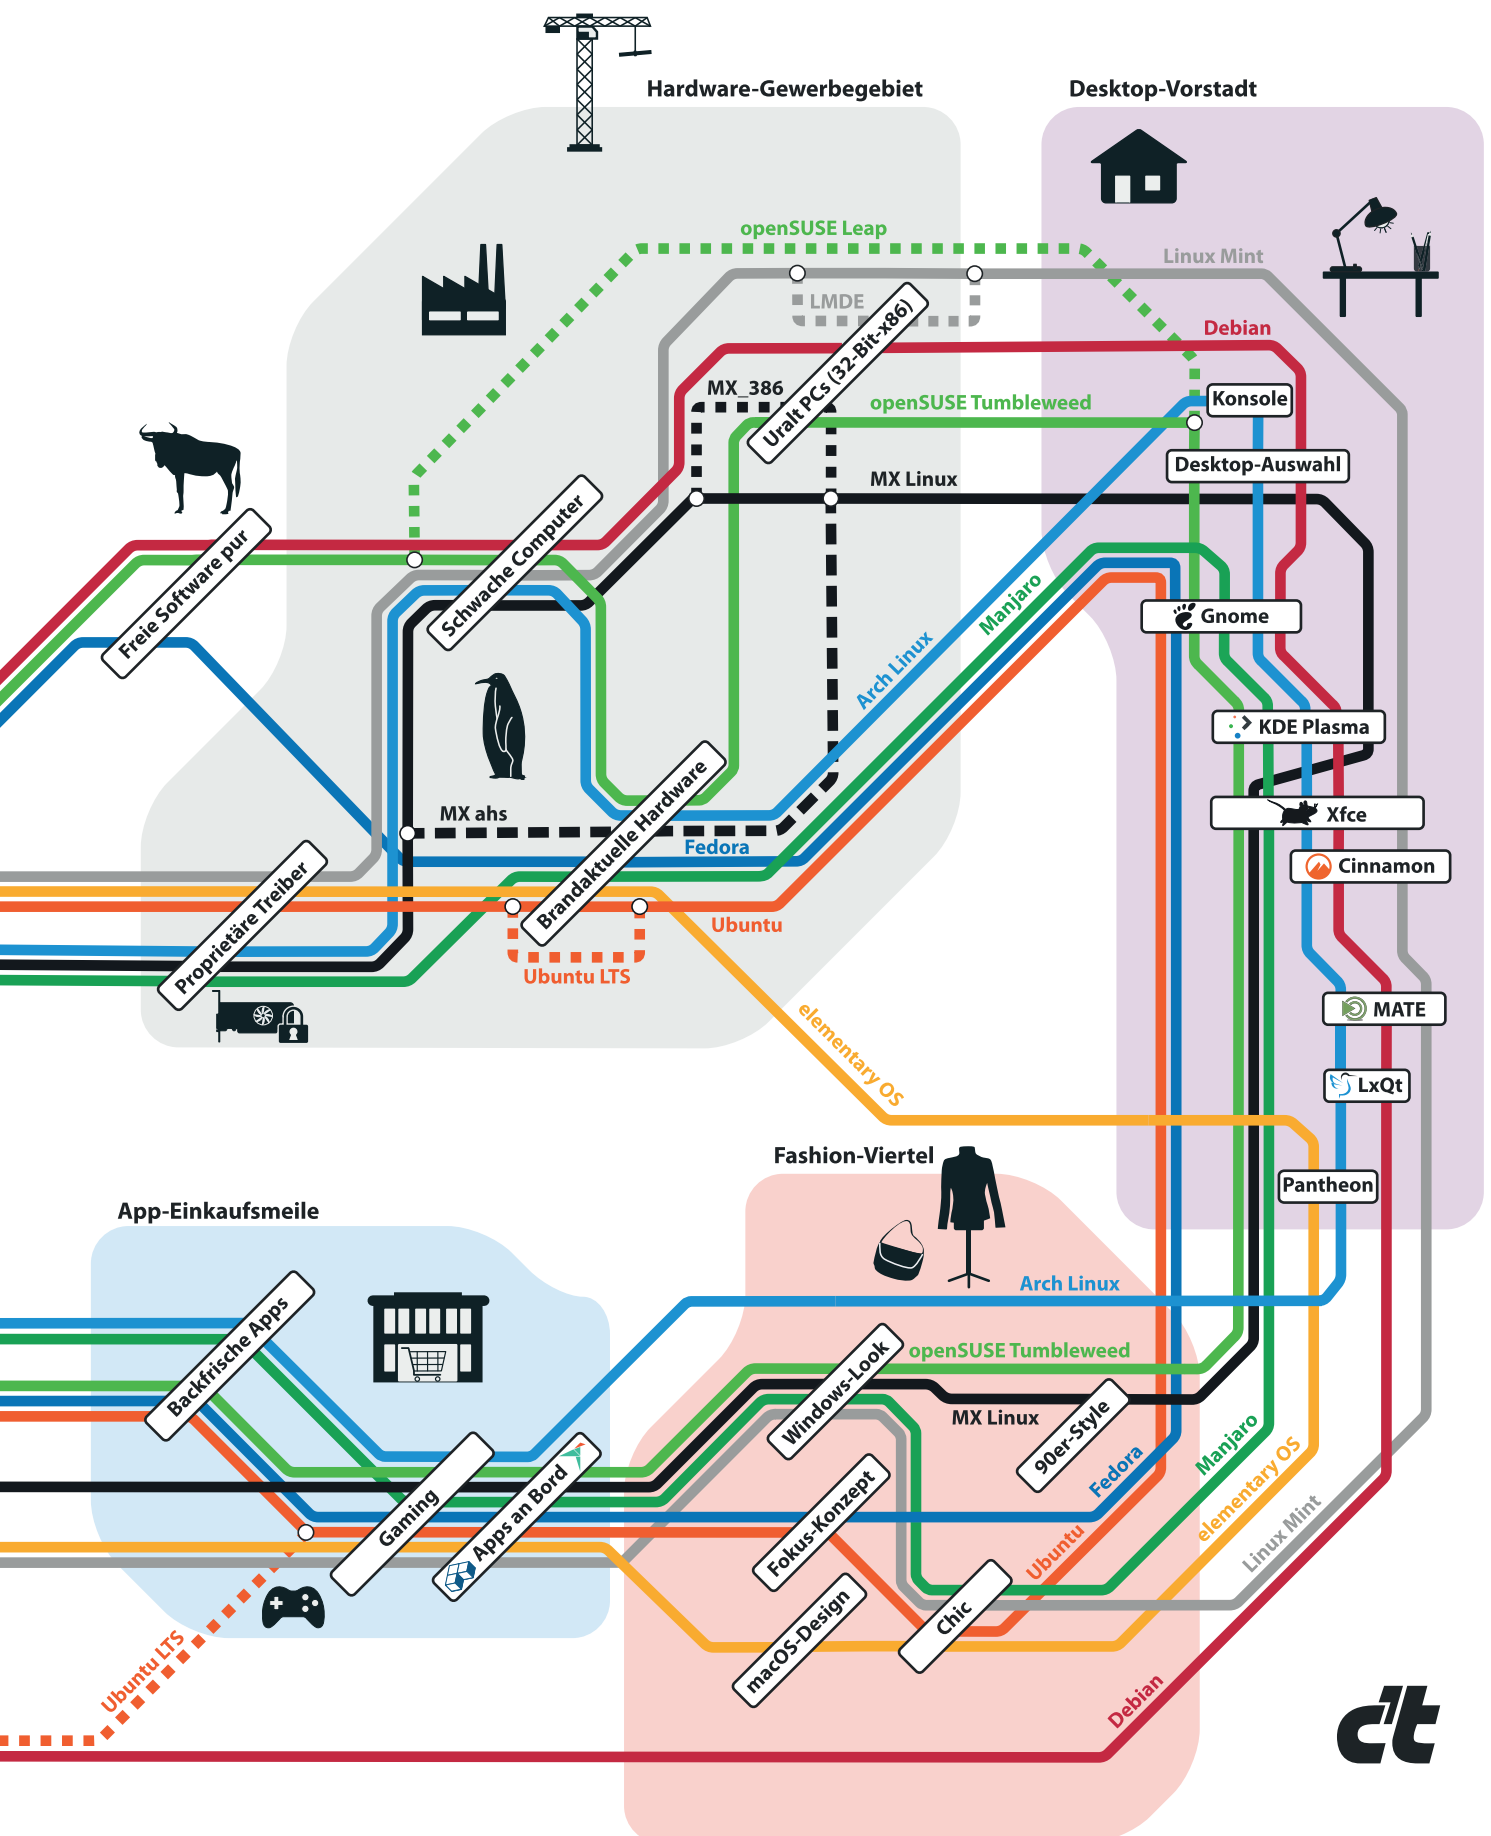 Hardware-Gewerbegebiet
Desktop-Vorstadt
openSUSE Leap
Linux Mint
LMDE
Uralt PCs (32-Bit-x86)
Debian
MX_386
openSUSE Tumbleweed
Konsole
Desktop-Auswahl
MX Linux
Schwache Computer
Freie Software pur
Manjaro
Gnome
Arch Linux
KDE Plasma
MX ahs
Fedora
Brandaktuelle Hardware
Xfce
Cinnamon
Proprietäre Treiber
Ubuntu
Ubuntu LTS
elementary OS
MATE
LxQt
Fashion-Viertel
Pantheon
App-Einkaufsmeile
Arch Linux
Backfrische Apps
openSUSE Tumbleweed
Windows-Look
MX Linux
90er-Style
Manjaro
Fedora
elementary OS
Gaming
Apps an Bord
Fokus-Konzept
Linux Mint
Ubuntu
macOS-Design
Chic
Ubuntu LTS
Debian
c't